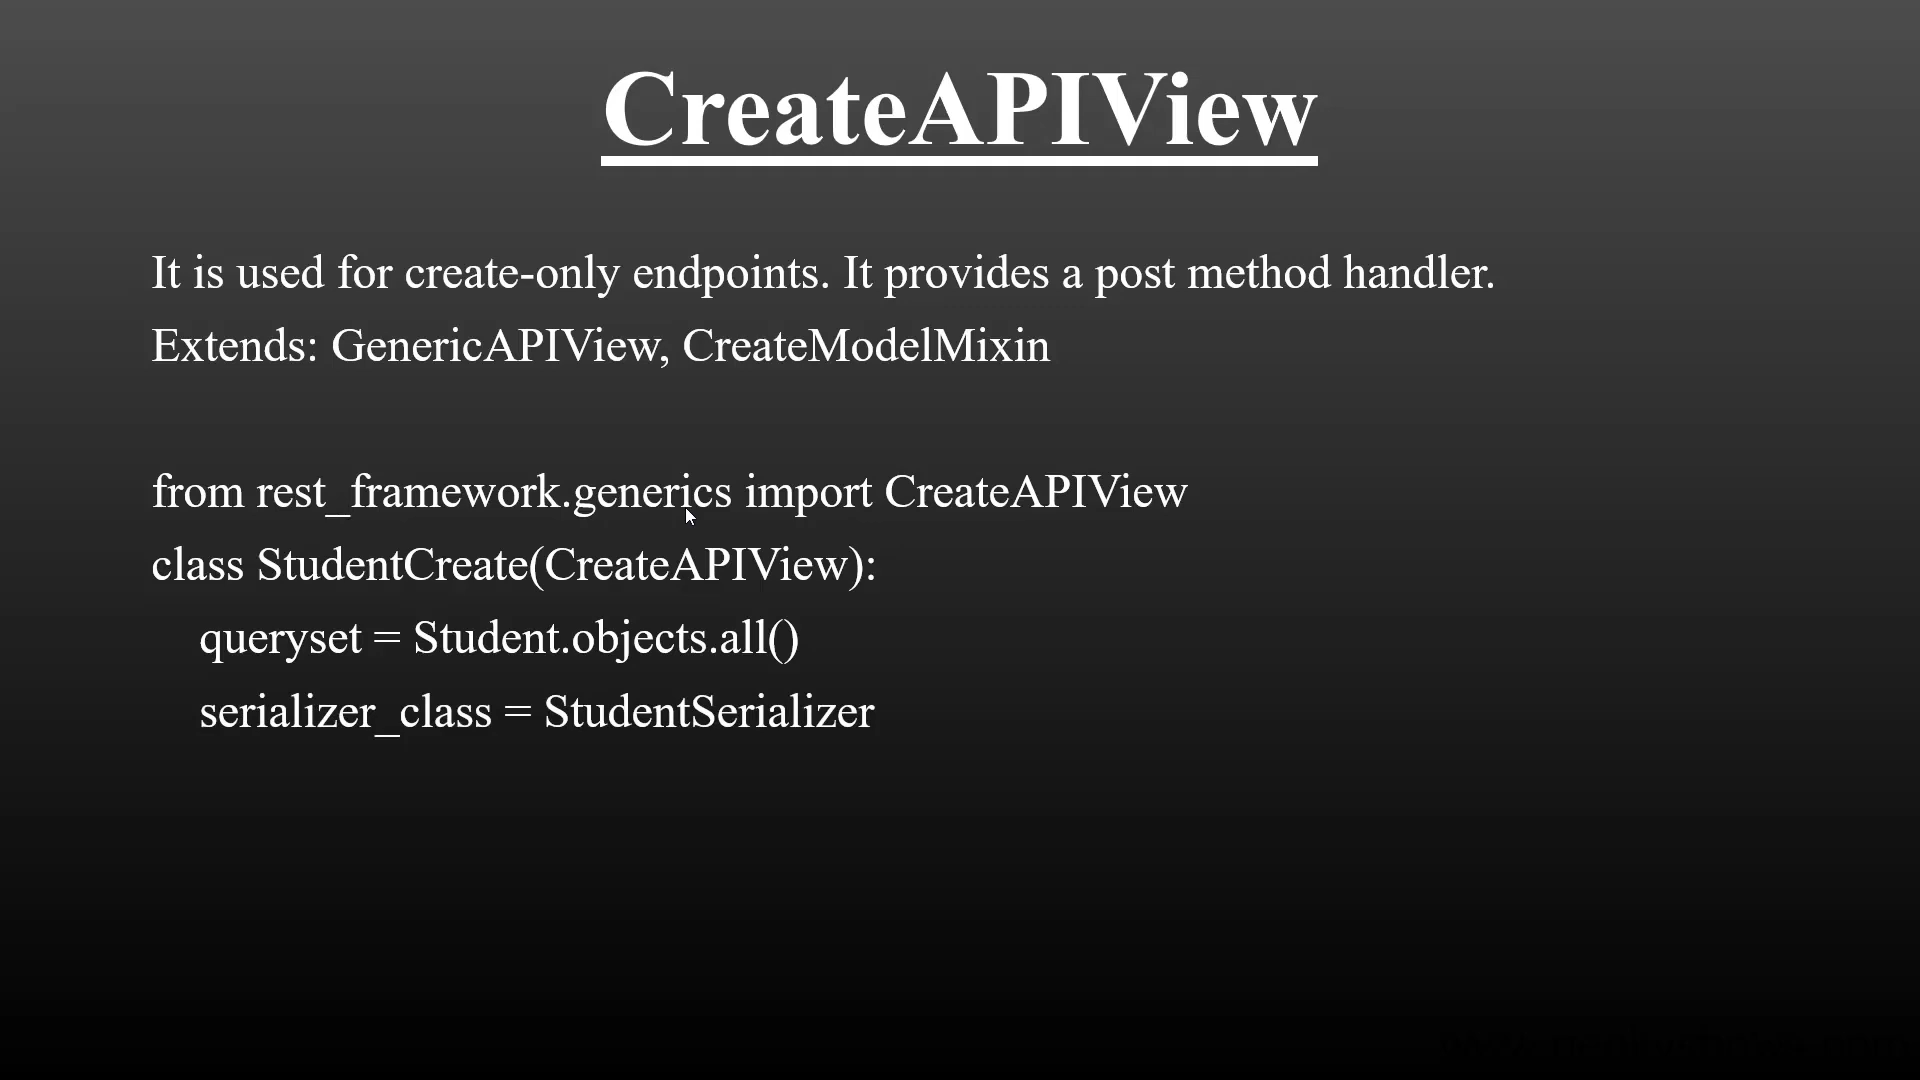 CreateAPIView
It is used for create-only endpoints. It provides a post method handler.
Extends: GenericAPIView, CreateModelMixin
from rest_framework.generics import CreateAPIView
class StudentCreate(CreateAPIView):
    queryset = Student.objects.all()
    serializer_class = StudentSerializer